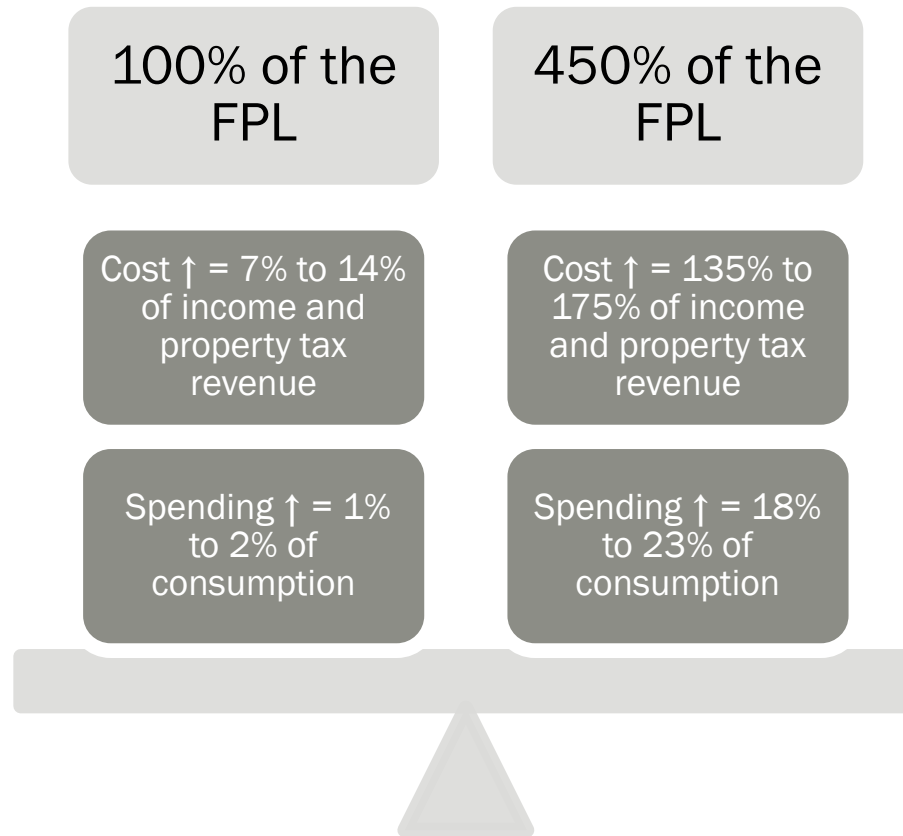 100% of the
FPL
450% of the
FPL
Cost ↑ = 7% to 14%
of income and
property tax
revenue
Cost ↑ = 135% to
175% of income
and property tax
revenue
Spending ↑ = 1%
to 2% of
consumption
Spending ↑ = 18%
to 23% of
consumption